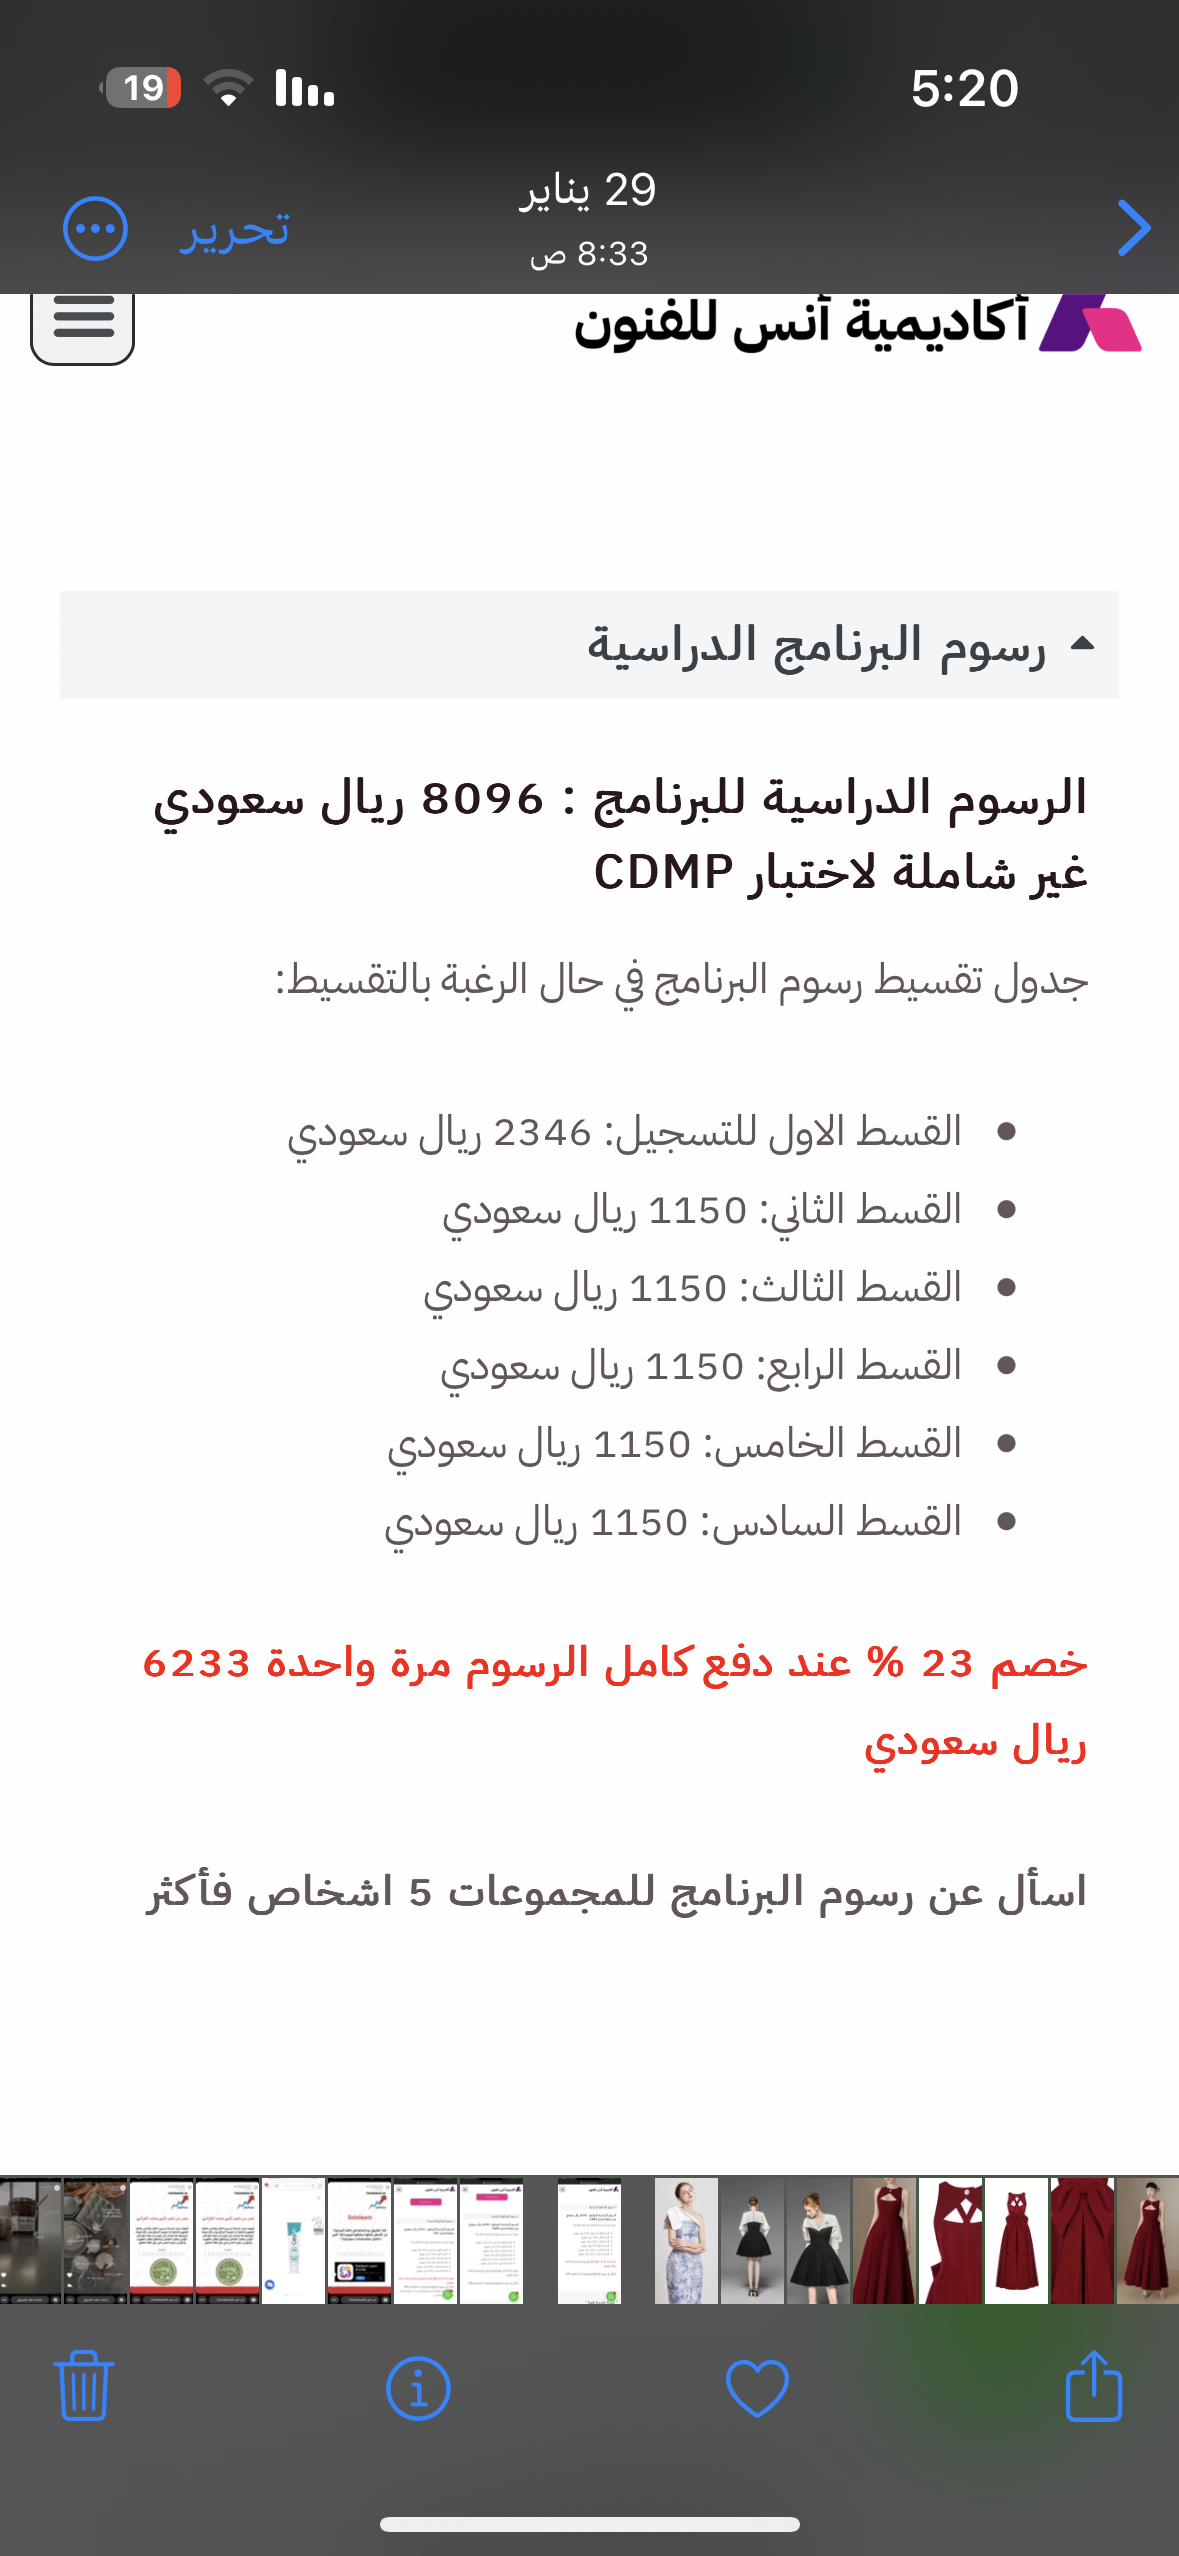 5:20
19
29 يناير
8:33 ص
تحرير
أكاديمية أنس للفنون
رسوم البرنامج الدراسية
الرسوم الدراسية للبرنامج : 8096 ريال سعودي
غير شاملة لاختبار CDMP
جدول تقسيط رسوم البرنامج في حال الرغبة بالتقسيط:
• القسط الاول للتسجيل: 2346 ريال سعودي
• القسط الثاني: 1150 ريال سعودي
• القسط الثالث: 1150 ريال سعودي
• القسط الرابع: 1150 ريال سعودي
• القسط الخامس: 1150 ريال سعودي
• القسط السادس: 1150 ريال سعودي
خصم 23 % عند دفع كامل الرسوم مرة واحدة 6233
ريال سعودي
اسأل عن رسوم البرنامج للمجموعات 5 اشخاص فأكثر